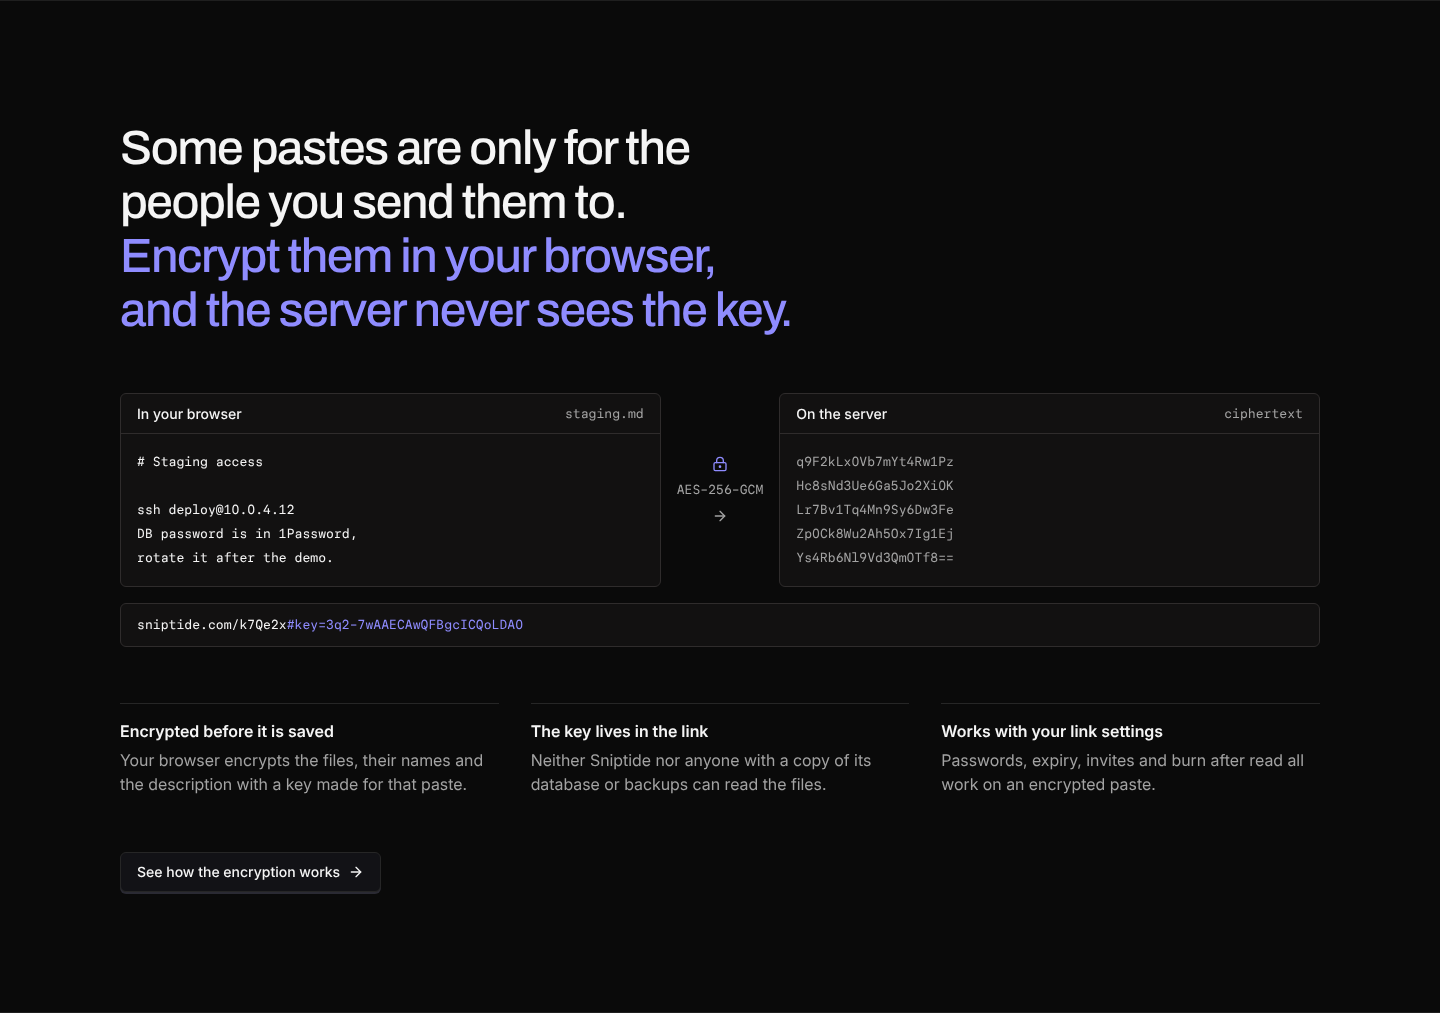 Some pastes are only for the
people you send them to.
Encrypt them in your browser,
and the server never sees the key.
In your browser
staging.md
# Staging access
ssh deploy@10.0.4.12
DB password is in 1Password,
rotate it after the demo.
AES-256-GCM
On the server
ciphertext
q9F2kLxOVb7mYt4Rw1Pz
Hc8sNd3Ue6Ga5Jo2XiOK
Lr7Bv1Tq4Mn9Sy6Dw3Fe
ZpOCk8Wu2Ah5Ox7Ig1Ej
Ys4Rb6Nl9Vd3QmOTf8==
sniptide.com/k7Qe2x#key=3q2-7wAAECAwQFBgcICQoLDAO
Encrypted before it is saved
Your browser encrypts the files, their names and
the description with a key made for that paste.
The key lives in the link
Neither Sniptide nor anyone with a copy of its
database or backups can read the files.
Works with your link settings
Passwords, expiry, invites and burn after read all
work on an encrypted paste.
See how the encryption works